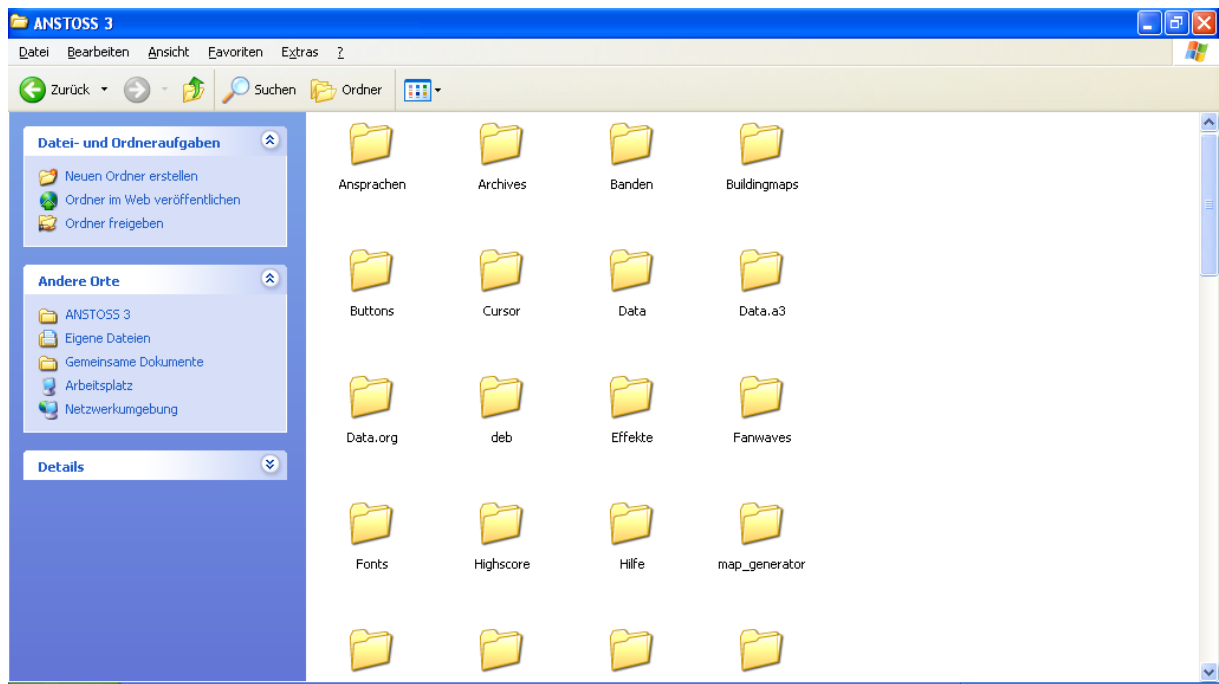 ANSTOSS 3
Datei Bearbeiten Ansicht Favoriten Extras ?
Zurück Suchen Ordner
Datei- und Ordneraufgaben
Neuen Ordner erstellen
Ordner im Web veröffentlichen
Ordner freigeben
Andere Orte
ANSTOSS 3
Eigene Dateien
Gemeinsame Dokumente
Arbeitsplatz
Netzwerkumgebung
Details
Ansprachen Archives Banden Buildingmaps
Buttons Cursor Data Data.a3
Data.org deb Effekte Fanwaves
Fonts Highscore Hilfe map_generator